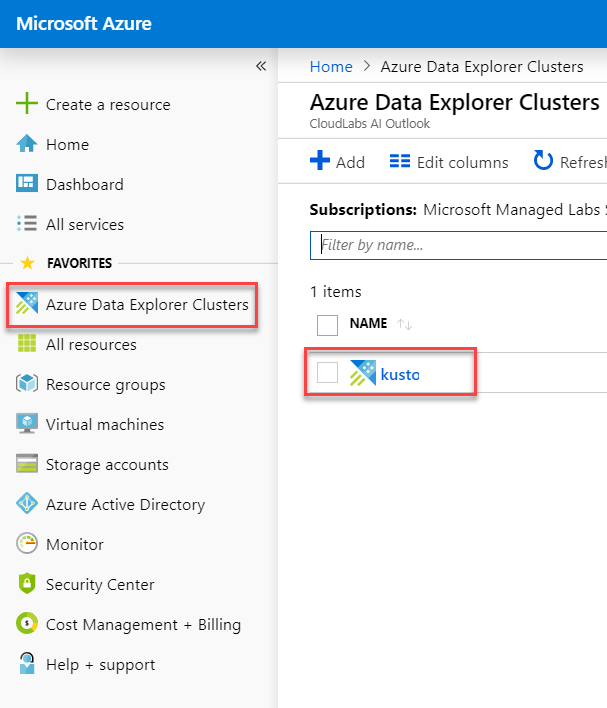 Microsoft Azure
«
Create a resource
Home
Dashboard
All services
FAVORITES
Azure Data Explorer Clusters
All resources
Resource groups
Virtual machines
Storage accounts
Azure Active Directory
Monitor
Security Center
Cost Management + Billing
Help + support
Home > Azure Data Explorer Clusters
Azure Data Explorer Clusters
CloudLabs AI Outlook
Add Edit columns Refresh
Subscriptions: Microsoft Managed Labs S
Filter by name...
1 items
NAME ↑↓
kusto